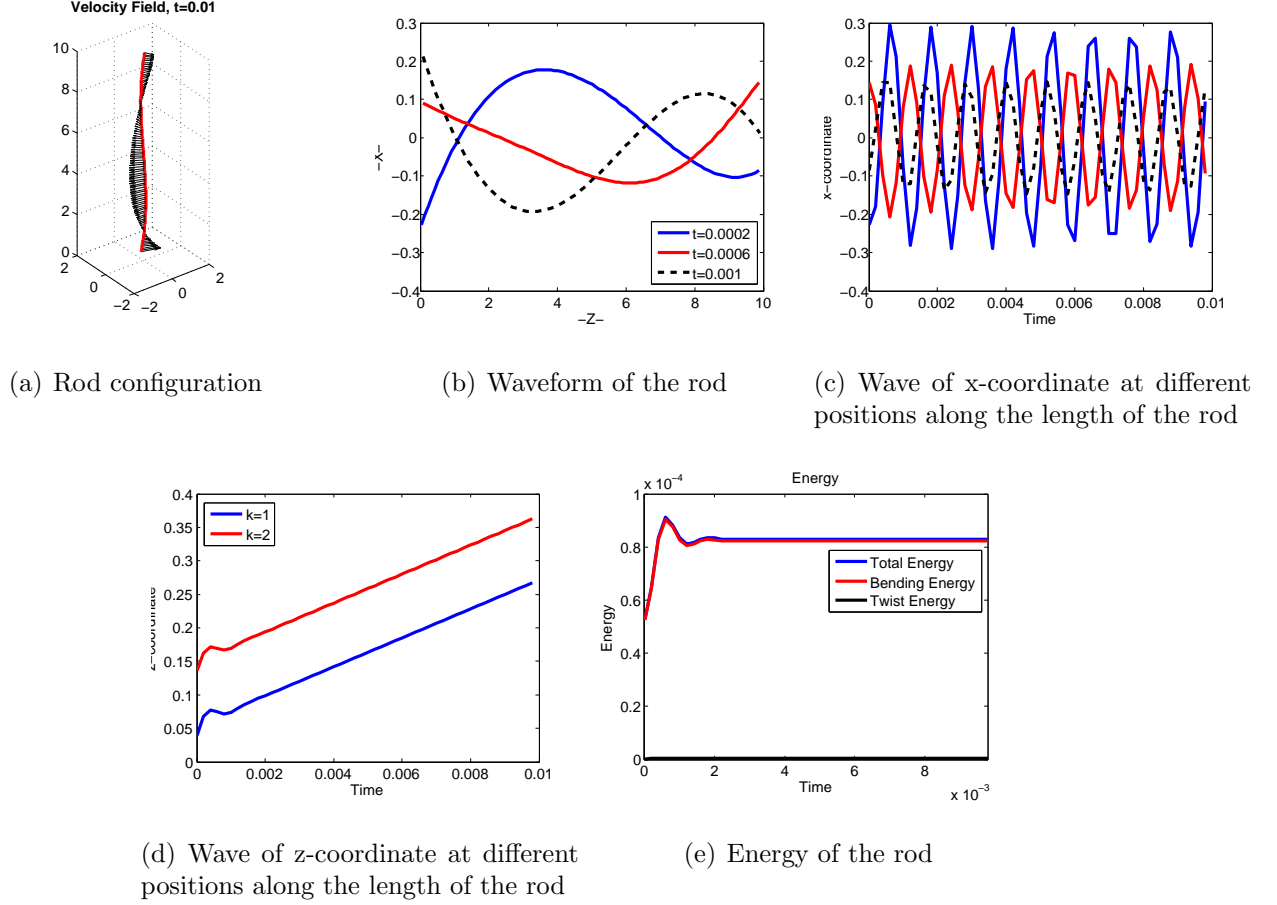 Velocity Field, t=0.01
10
8
6
4
2
0
2
0
−2
−2
0
2
(a) Rod configuration
0.3
0.2
0.1
0
−0.1
−0.2
−0.3
−0.4
−X−
0 2 4 6 8 10
−Z−
t=0.0002
t=0.0006
t=0.001
(b) Waveform of the rod
0.3
0.2
0.1
0
−0.1
−0.2
−0.3
−0.4
x−coordinate
0 0.002 0.004 0.006 0.008 0.01
Time
(c) Wave of x-coordinate at different
positions along the length of the rod
0.4
0.35
0.3
0.25
0.2
0.15
0.1
0.05
0
z−coordinate
k=1
k=2
0 0.002 0.004 0.006 0.008 0.01
Time
(d) Wave of z-coordinate at different
positions along the length of the rod
Energy
x 10⁻⁴
1
0.8
0.6
0.4
0.2
0
Energy
Total Energy
Bending Energy
Twist Energy
0 2 4 6 8
Time
x 10⁻³
(e) Energy of the rod